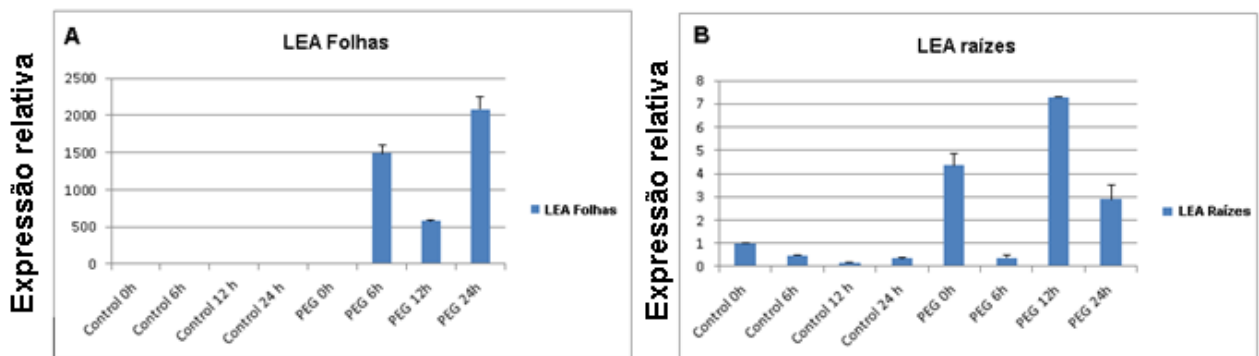 A
LEA Folhas
Expressão relativa
2500
2000
1500
1000
500
0
Control 0h
Control 6h
Control 12 h
Control 24 h
PEG 0h
PEG 6h
PEG 12h
PEG 24h
LEA Folhas
B
LEA raízes
Expressão relativa
8
7
6
5
4
3
2
1
0
Control 0h
Control 6h
Control 12 h
Control 24 h
PEG 0h
PEG 6h
PEG 12h
PEG 24h
LEA Raízes